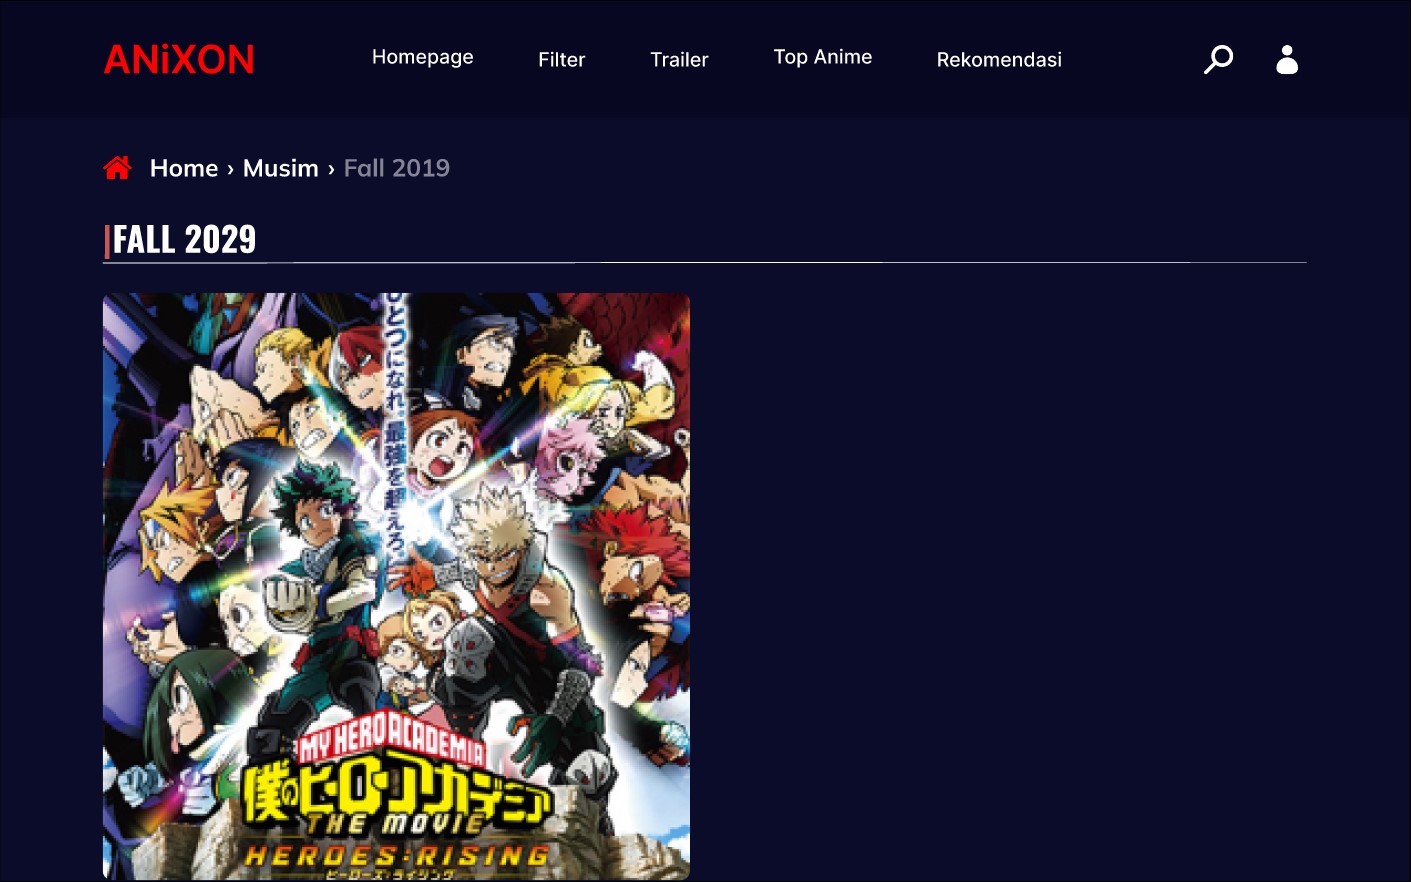 ANiXON
Homepage
Filter
Trailer
Top Anime
Rekomendasi
Home › Musim › Fall 2019
FALL 2029
ひとつになれ。最強を超えろ。
MY HERO ACADEMIA
僕のヒーローアカデミア
THE MOVIE
HEROES:RISING
ヒーローズ:ライジング